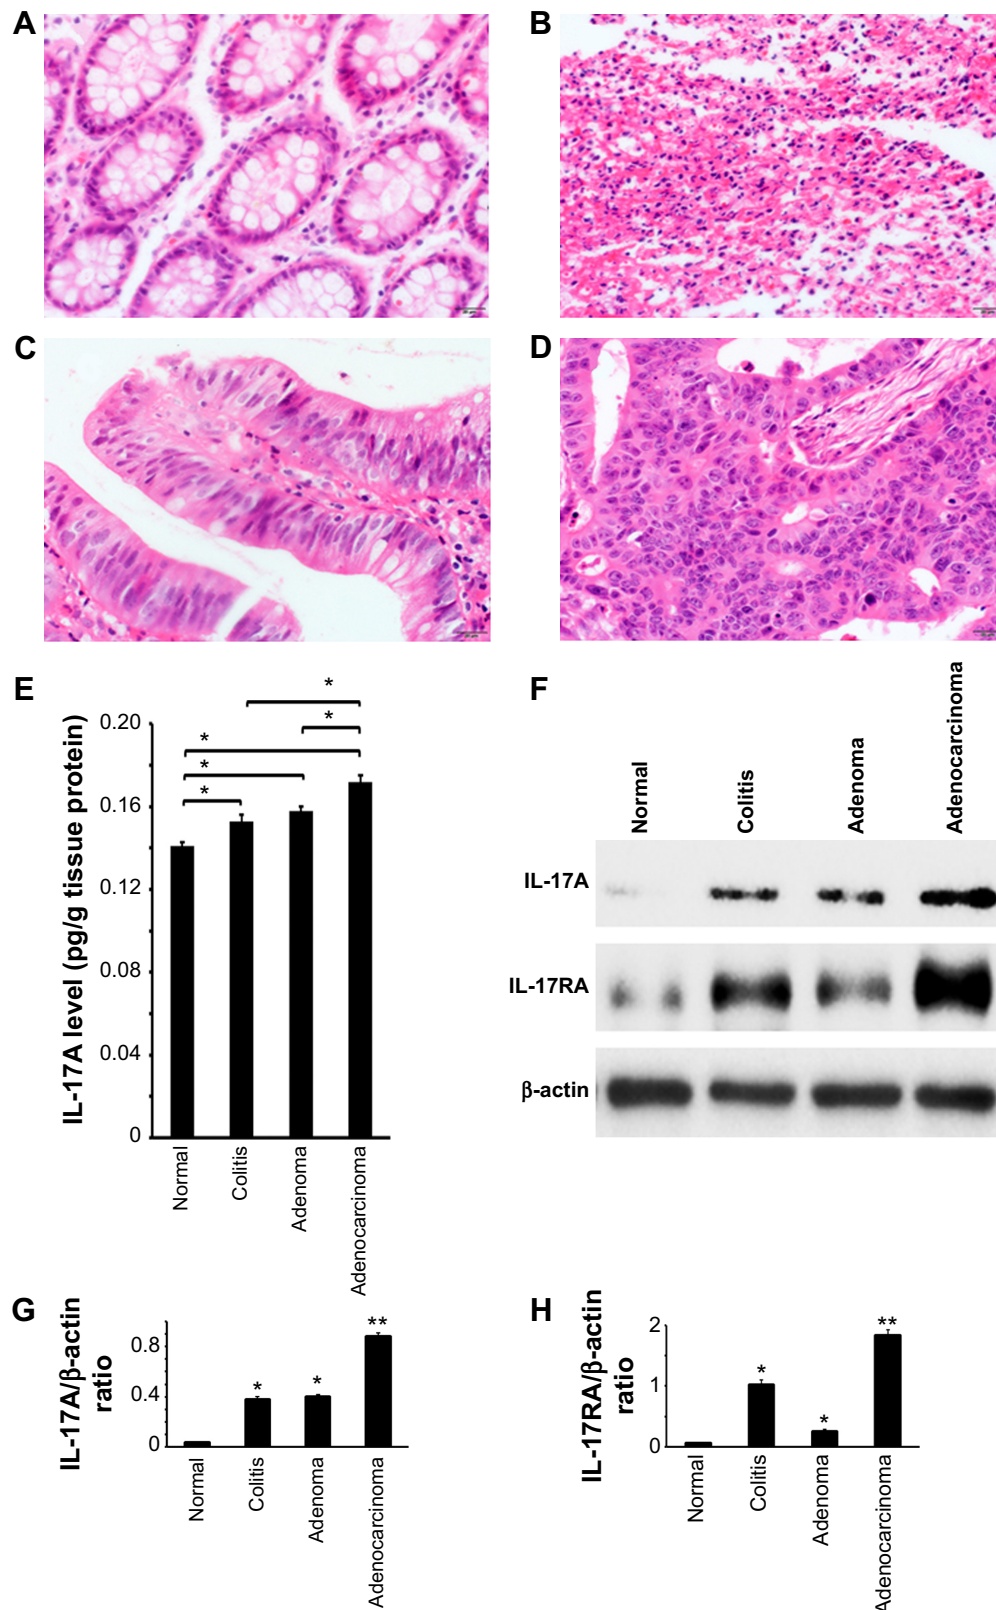 A
B
C
D
E
IL-17A level (pg/g tissue protein)
0.20
0.16
0.12
0.08
0.04
0
*
*
*
*
*
Normal
Colitis
Adenoma
Adenocarcinoma
F
Normal
Colitis
Adenoma
Adenocarcinoma
IL-17A
IL-17RA
β-actin
G
IL-17A/β-actin
ratio
0.8
0.4
0
*
*
**
Normal
Colitis
Adenoma
Adenocarcinoma
H
IL-17RA/β-actin
ratio
2
1
0
*
*
**
Normal
Colitis
Adenoma
Adenocarcinoma